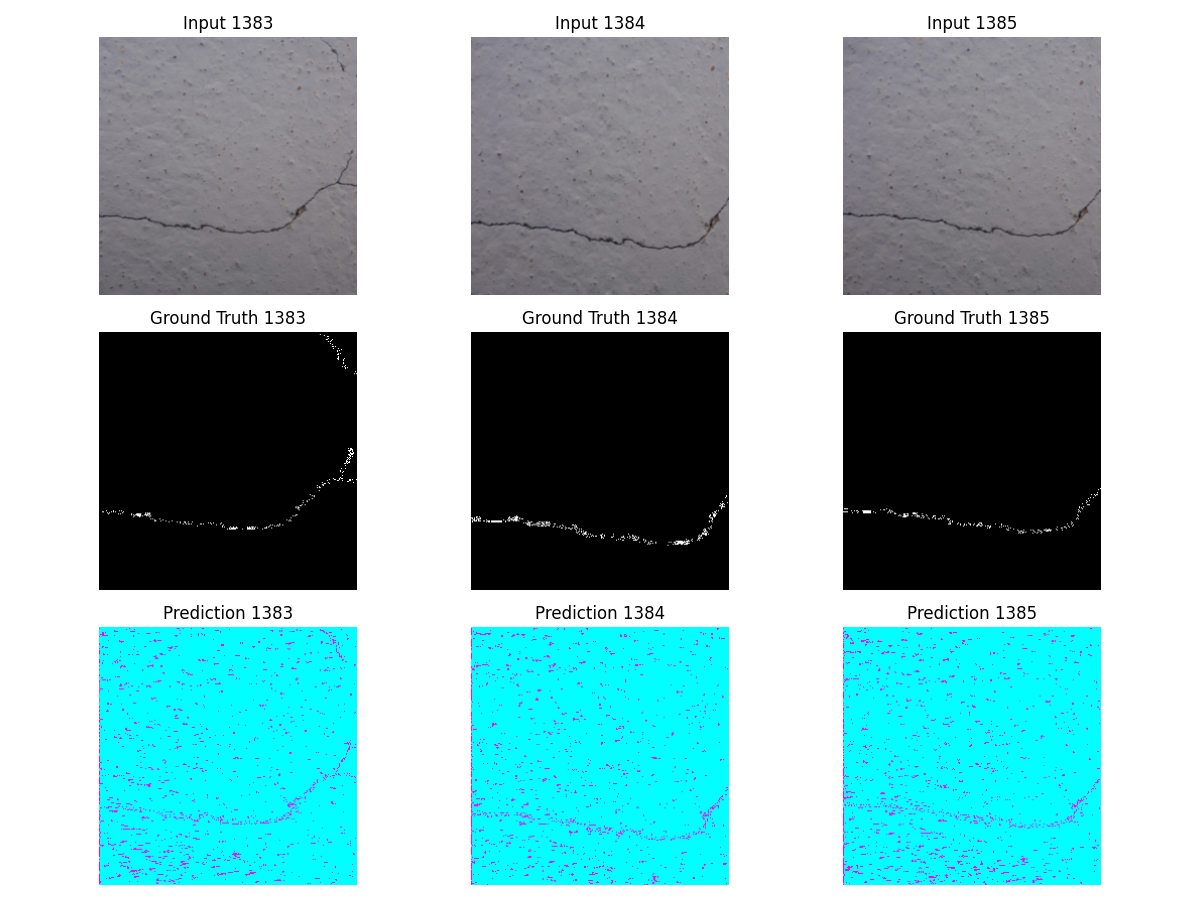 Input 1383
Input 1384
Input 1385
Ground Truth 1383
Ground Truth 1384
Ground Truth 1385
Prediction 1383
Prediction 1384
Prediction 1385